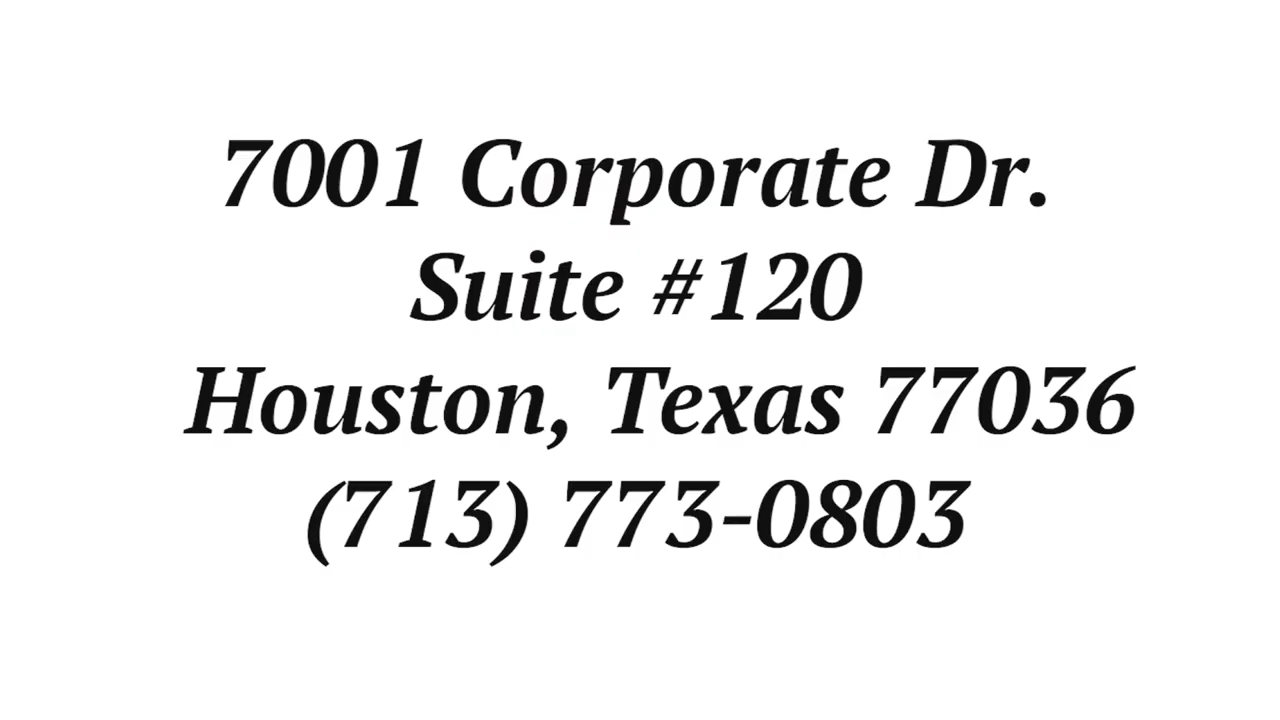 7001 Corporate Dr.
Suite #120
Houston, Texas 77036
(713) 773-0803